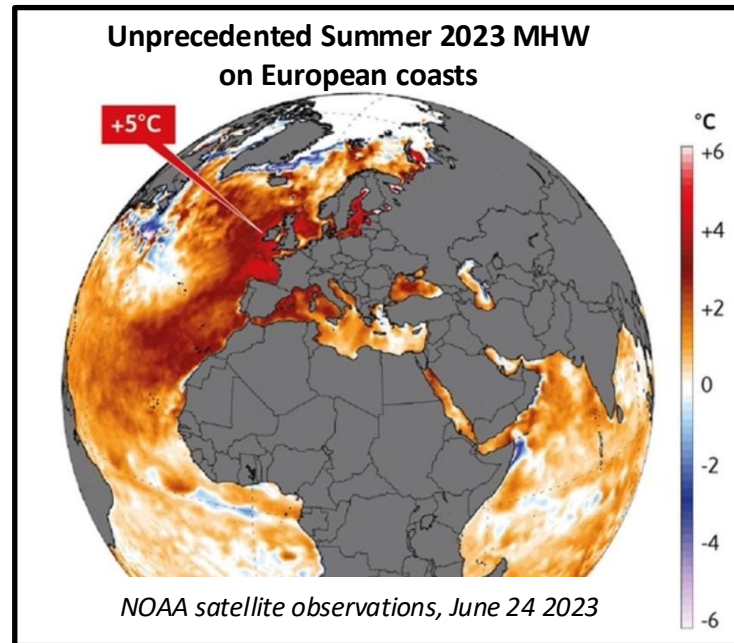 Unprecedented Summer 2023 MHW
on European coasts
+5°C
°C
+6
+4
+2
0
-2
-4
-6
NOAA satellite observations, June 24 2023